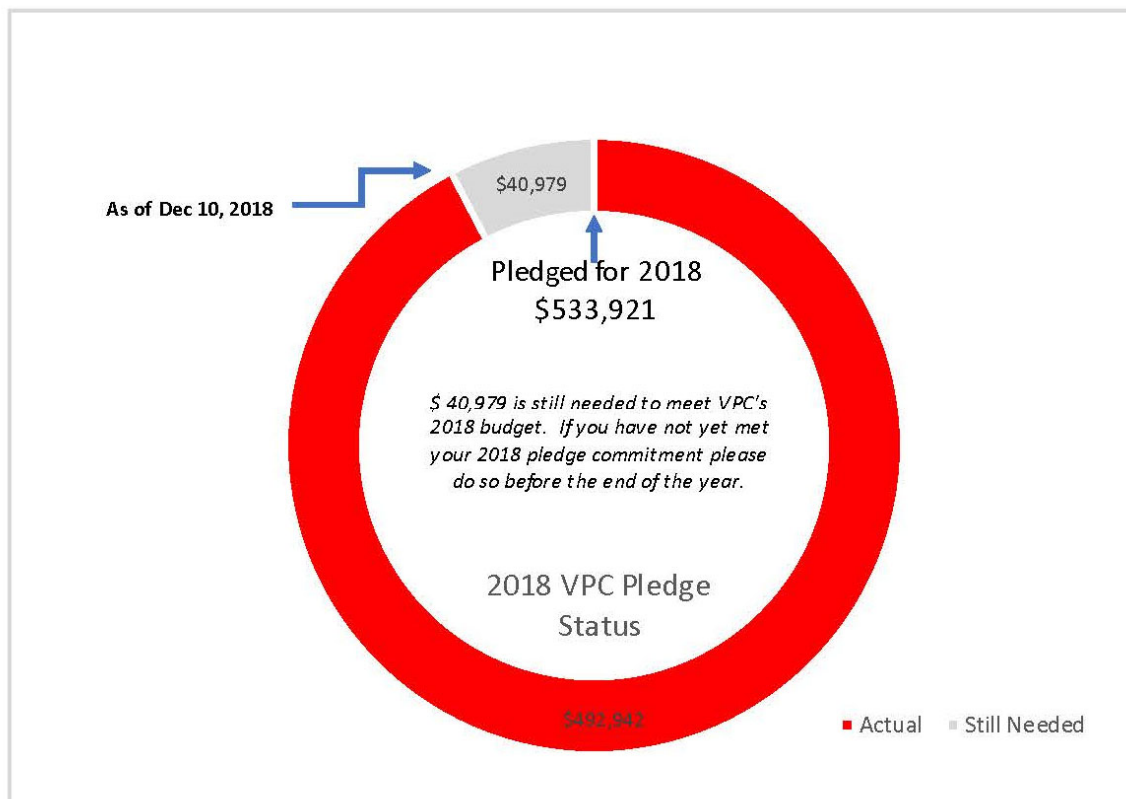 $40,979
As of Dec 10, 2018
Pledged for 2018
$533,921
$ 40,979 is still needed to meet VPC's
2018 budget. If you have not yet met
your 2018 pledge commitment please
do so before the end of the year.
2018 VPC Pledge
Status
$492,942
Actual
Still Needed